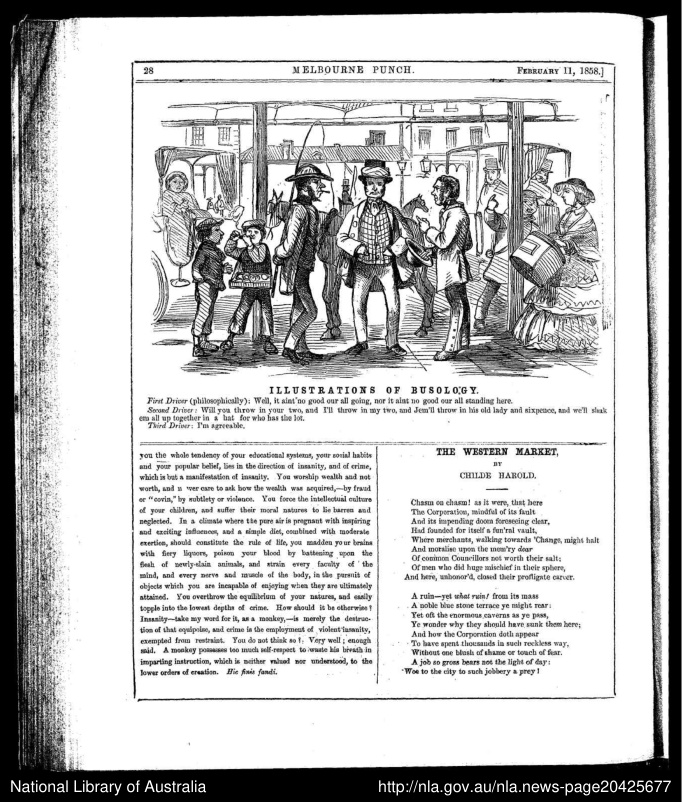 28
MELBOURNE PUNCH.
FEBRUARY 11, 1858.]
ILLUSTRATIONS OF BUSOLOGY.
First Driver (philosophically): Well, it aint no good our all going, nor it aint no good our all standing here.
Second Driver: Will you throw in your two, and I'll throw in my two, and Jem'll throw in his old lady and sixpence, and we'll shak
em all up together in a hat for who has the lot.
Third Driver: I'm agreeable.
you the whole tendency of your educational systems, your social habits
and your popular belief, lies in the direction of insanity, and of crime,
which is but a manifestation of insanity. You worship wealth and not
worth, and n ver care to ask how the wealth was acquired,—by fraud
or "covin," by subtlety or violence. You force the intellectual culture
of your children, and suffer their moral natures to lie barren and
neglected. In a climate where the pure air is pregnant with inspiring
and exciting influences, and a simple diet, combined with moderate
exertion, should constitute the rule of life, you madden your brains
with fiery liquors, poison your blood by battening upon the
flesh of newly-slain animals, and strain every faculty of the
mind, and every nerve and muscle of the body, in the pursuit of
objects which you are incapable of enjoying when they are ultimately
attained. You overthrow the equilibrium of your natures, and easily
topple into the lowest depths of crime. How should it be otherwise?
Insanity—take my word for it, as a monkey,—is merely the destruc-
tion of that equipoise, and crime is the employment of violent insanity,
exempted from restraint. You do not think so? Very well; enough
said. A monkey possesses too much self-respect to waste his breath in
imparting instruction, which is neither valued nor understood, to the
lower orders of creation. Hic finis fandi.
THE WESTERN MARKET,
BY
CHILDE HAROLD.
Chasm on chasm! as it were, that here
The Corporation, mindful of its fault
And its impending doom foreseeing clear,
Had founded for itself a fun'ral vault,
Where merchants, walking towards 'Change, might halt
And moralise upon the mem'ry dear
Of common Councillors not worth their salt;
Of men who did huge mischief in their sphere,
And here, unhonor'd, closed their profligate career.
A ruin—yet what ruin! from its mass
A noble blue stone terrace ye might rear:
Yet oft the enormous caverns as ye pass,
Ye wonder why they should have sunk them here;
And how the Corporation doth appear
To have spent thousands in such reckless way,
Without one blush of shame or touch of fear.
A job so gross bears not the light of day:
Woe to the city to such jobbery a prey!
National Library of Australia
http://nla.gov.au/nla.news-page20425677